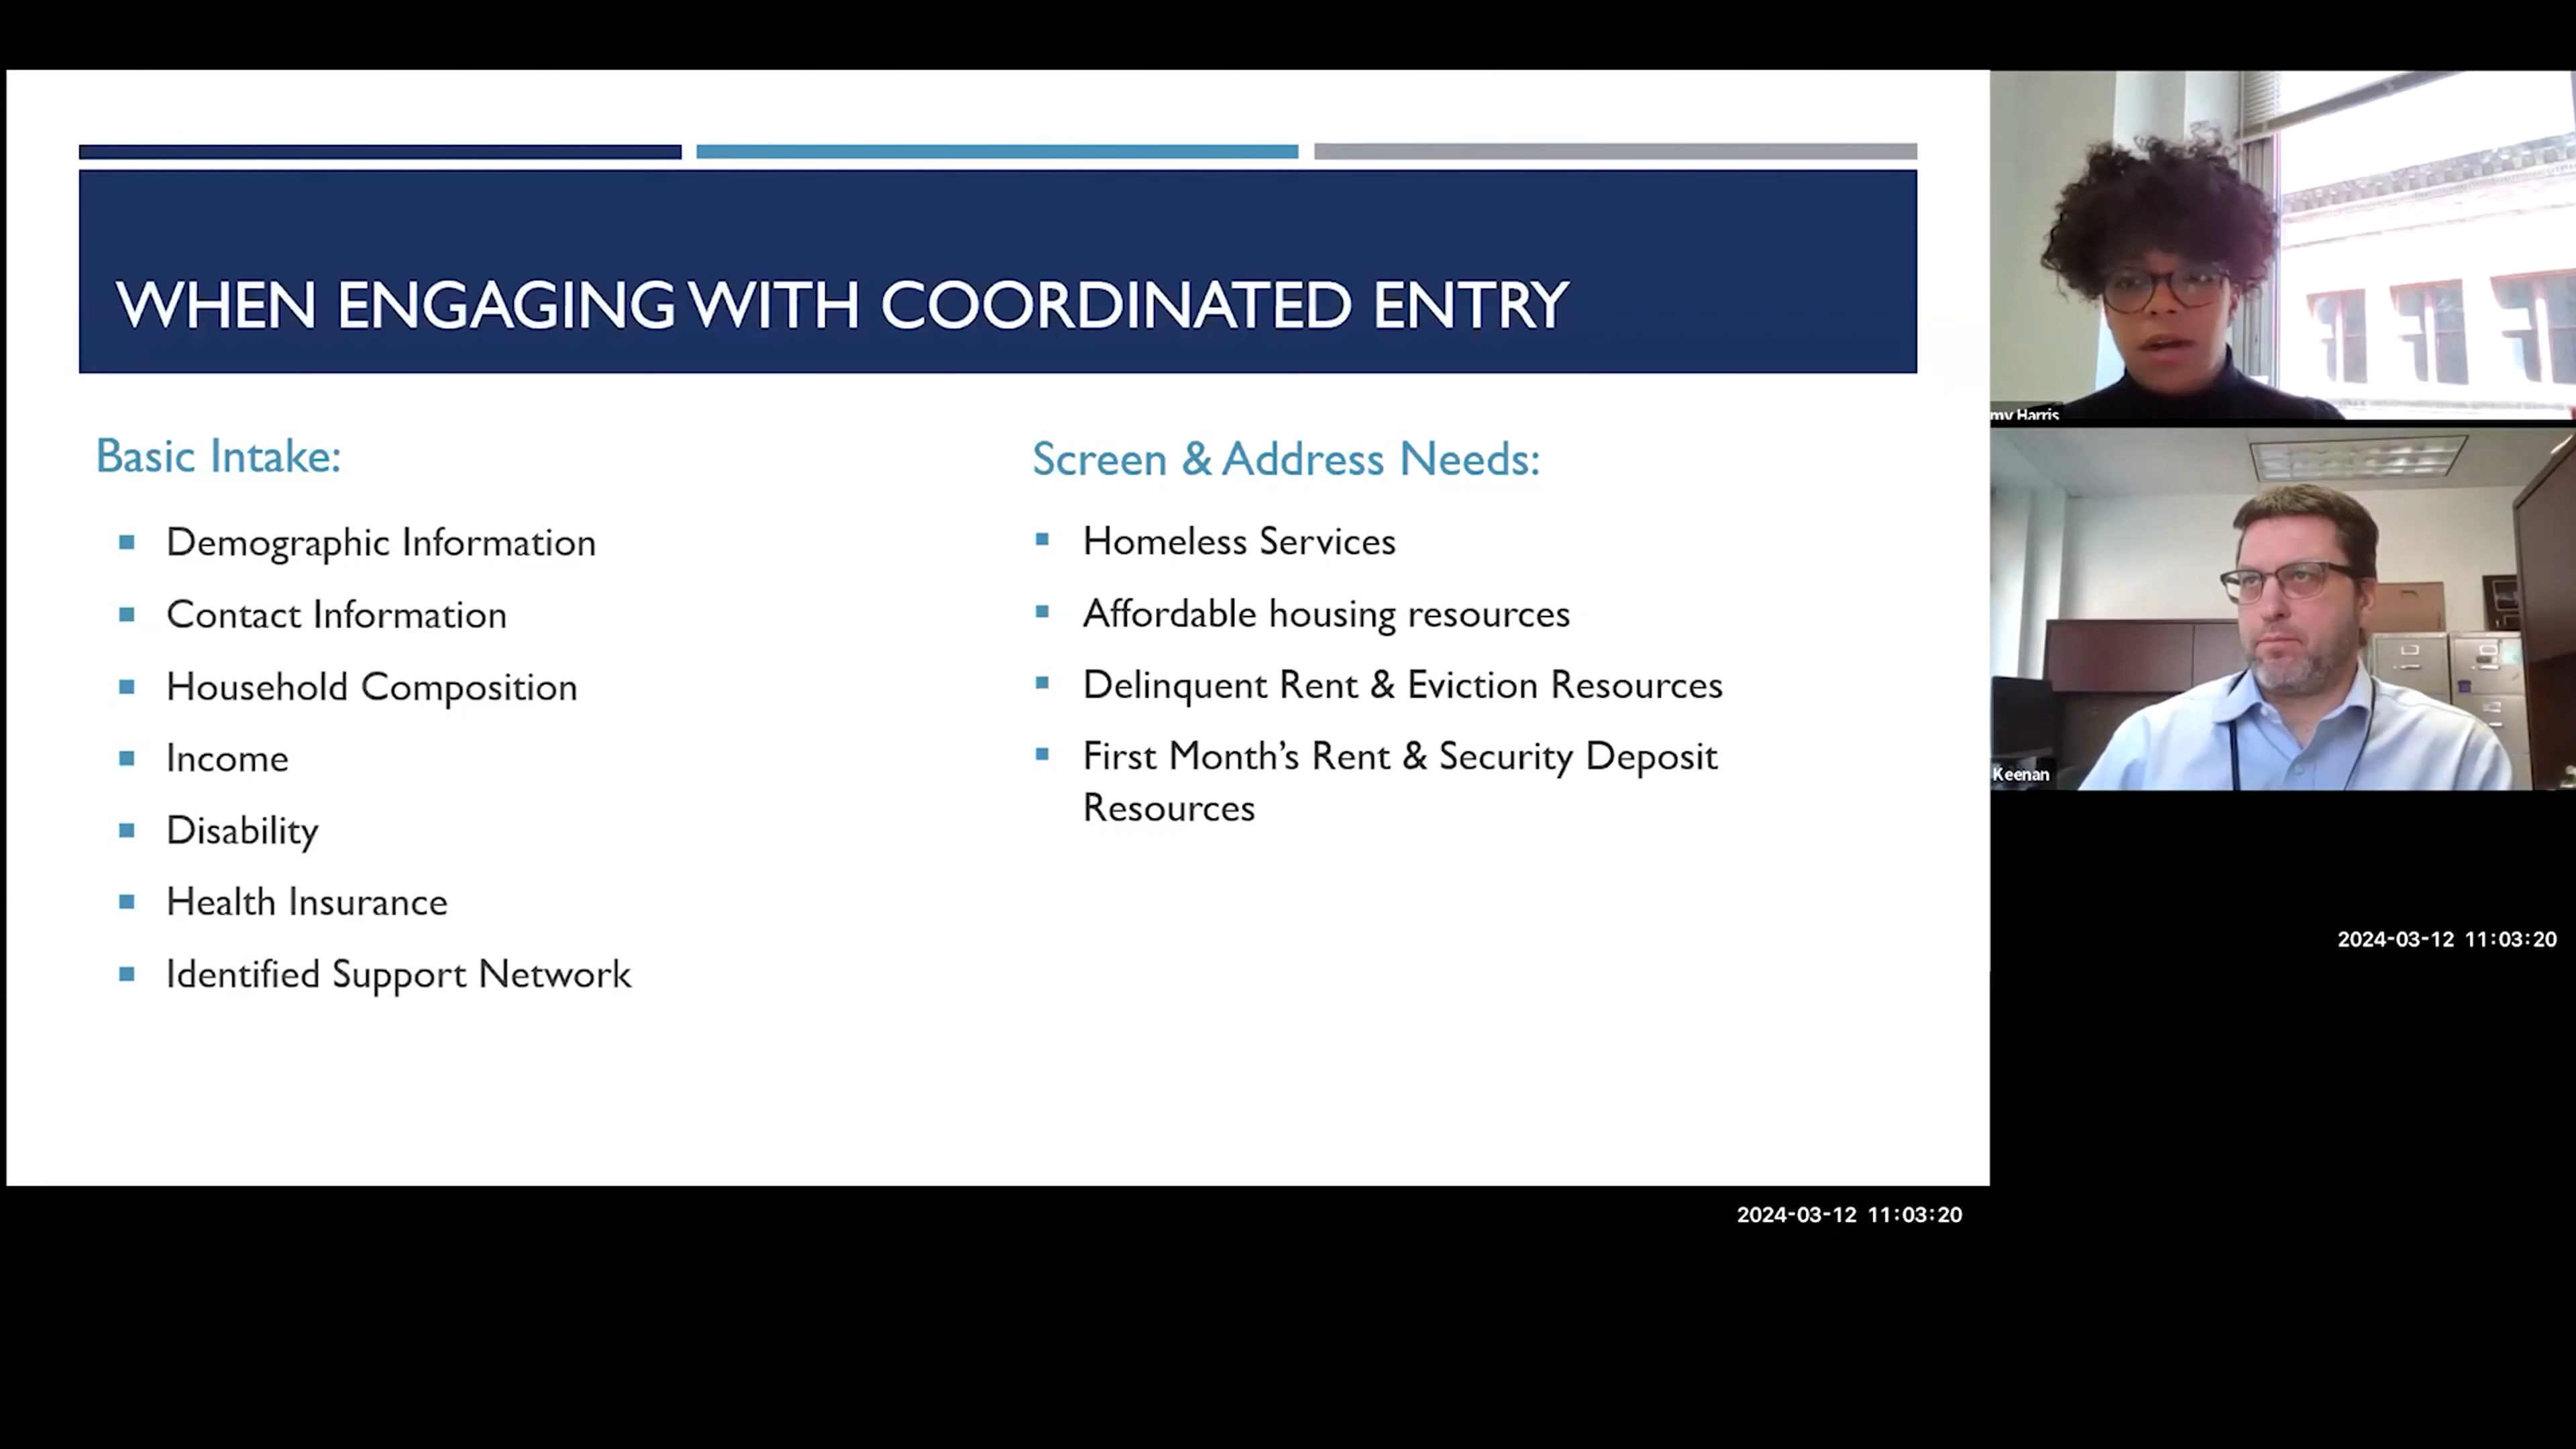 WHEN ENGAGING WITH COORDINATED ENTRY
Basic Intake:
Demographic Information
Contact Information
Household Composition
Income
Disability
Health Insurance
Identified Support Network
Screen & Address Needs:
Homeless Services
Affordable housing resources
Delinquent Rent & Eviction Resources
First Month’s Rent & Security Deposit
Resources
my Harris
Keenan
2024-03-12 11:03:20
2024-03-12 11:03:20